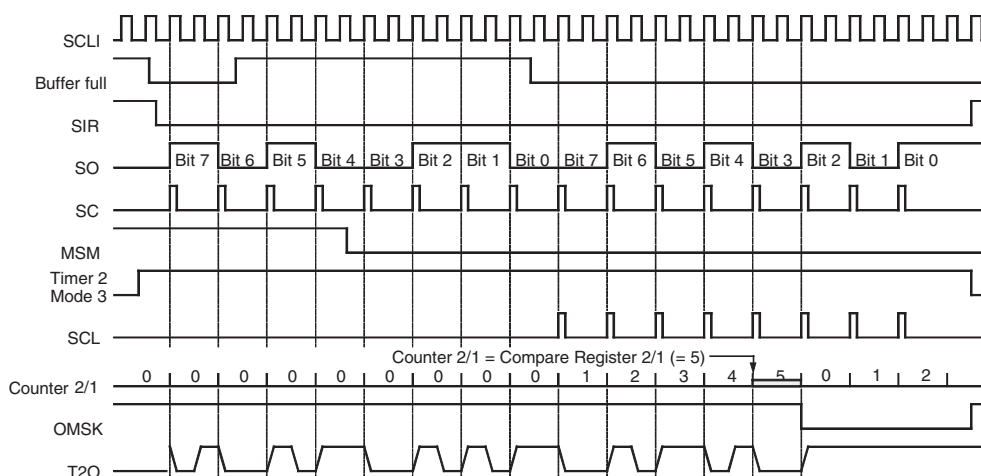 SCLI
Buffer full
SIR
SO Bit 7 Bit 6 Bit 5 Bit 4 Bit 3 Bit 2 Bit 1 Bit 0 Bit 7 Bit 6 Bit 5 Bit 4 Bit 3 Bit 2 Bit 1 Bit 0
SC
MSM
Timer 2
Mode 3
SCL
Counter 2/1 = Compare Register 2/1 (= 5)
Counter 2/1 0 0 0 0 0 0 0 0 0 1 2 3 4 5 0 1 2
OMSK
T2O